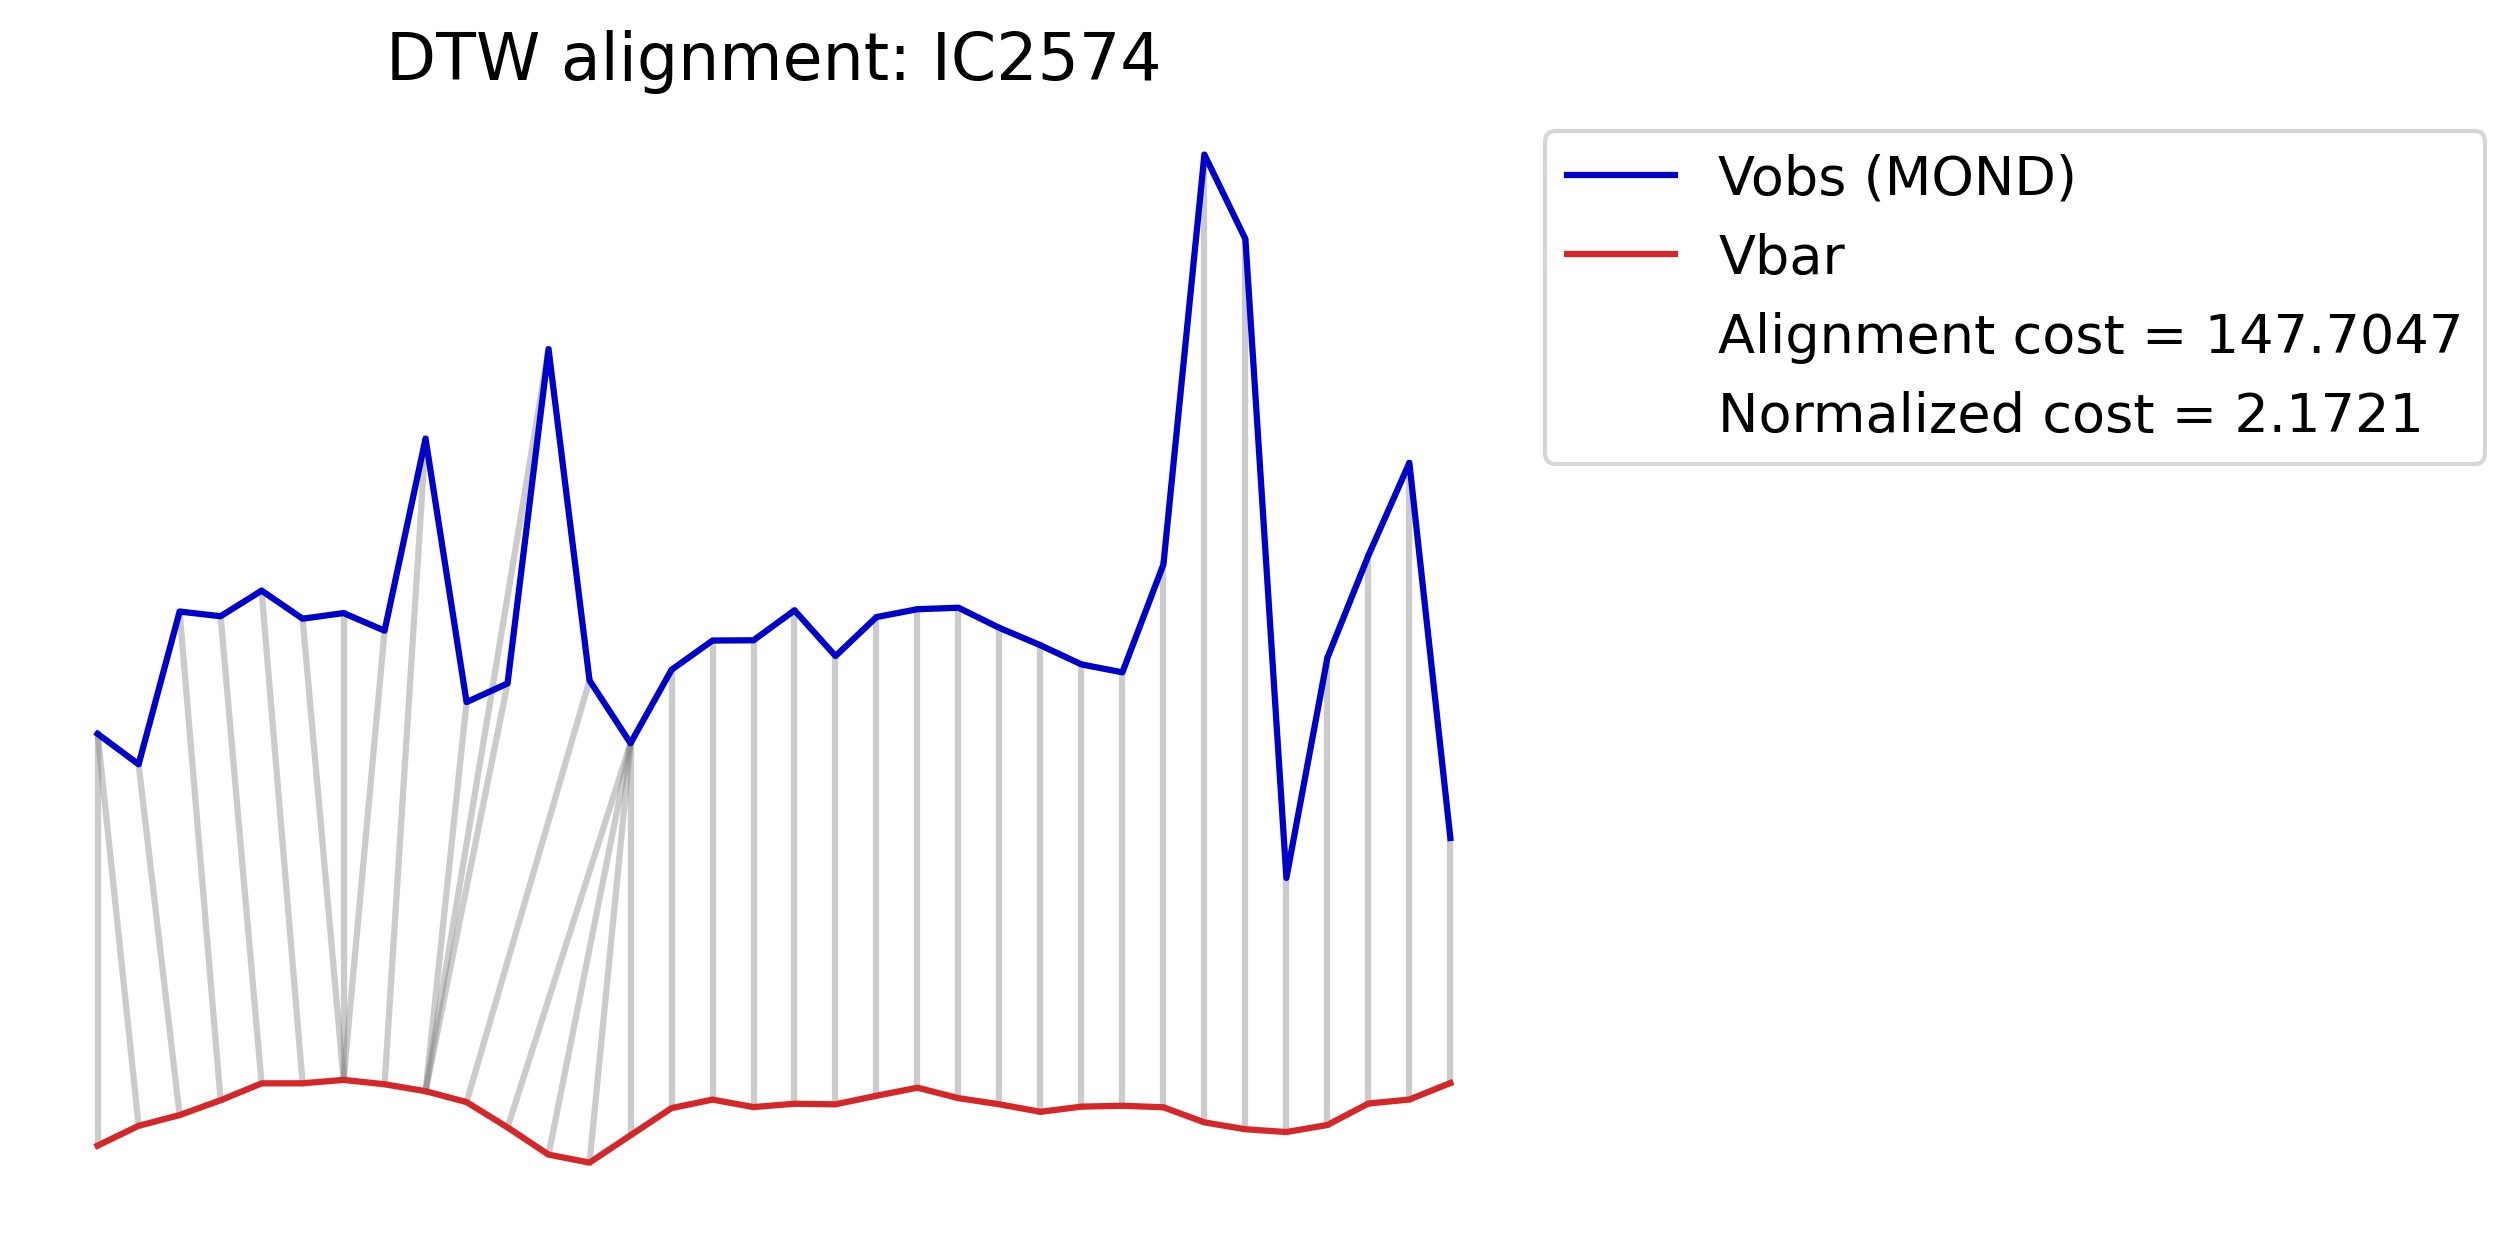 DTW alignment: IC2574
Vobs (MOND)
Vbar
Alignment cost = 147.7047
Normalized cost = 2.1721